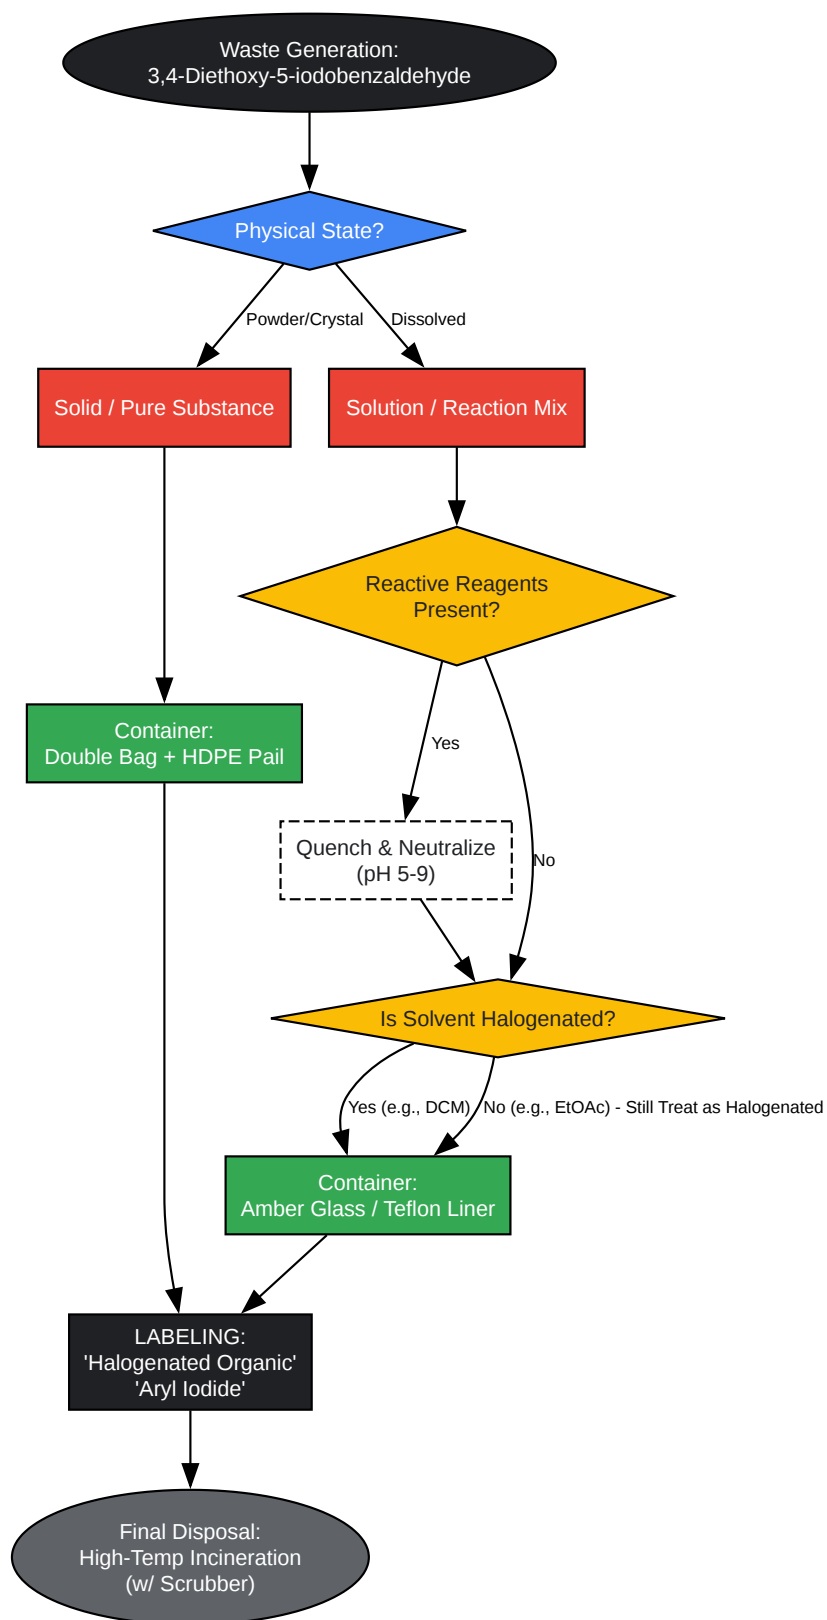 Waste Generation:
3,4-Diethoxy-5-iodobenzaldehyde
Physical State?
Powder/Crystal
Dissolved
Solid / Pure Substance
Solution / Reaction Mix
Reactive Reagents
Present?
Container:
Double Bag + HDPE Pail
Yes
Quench & Neutralize
(pH 5-9)
No
Is Solvent Halogenated?
Yes (e.g., DCM)
No (e.g., EtOAc) - Still Treat as Halogenated
Container:
Amber Glass / Teflon Liner
LABELING:
'Halogenated Organic'
'Aryl Iodide'
Final Disposal:
High-Temp Incineration
(w/ Scrubber)